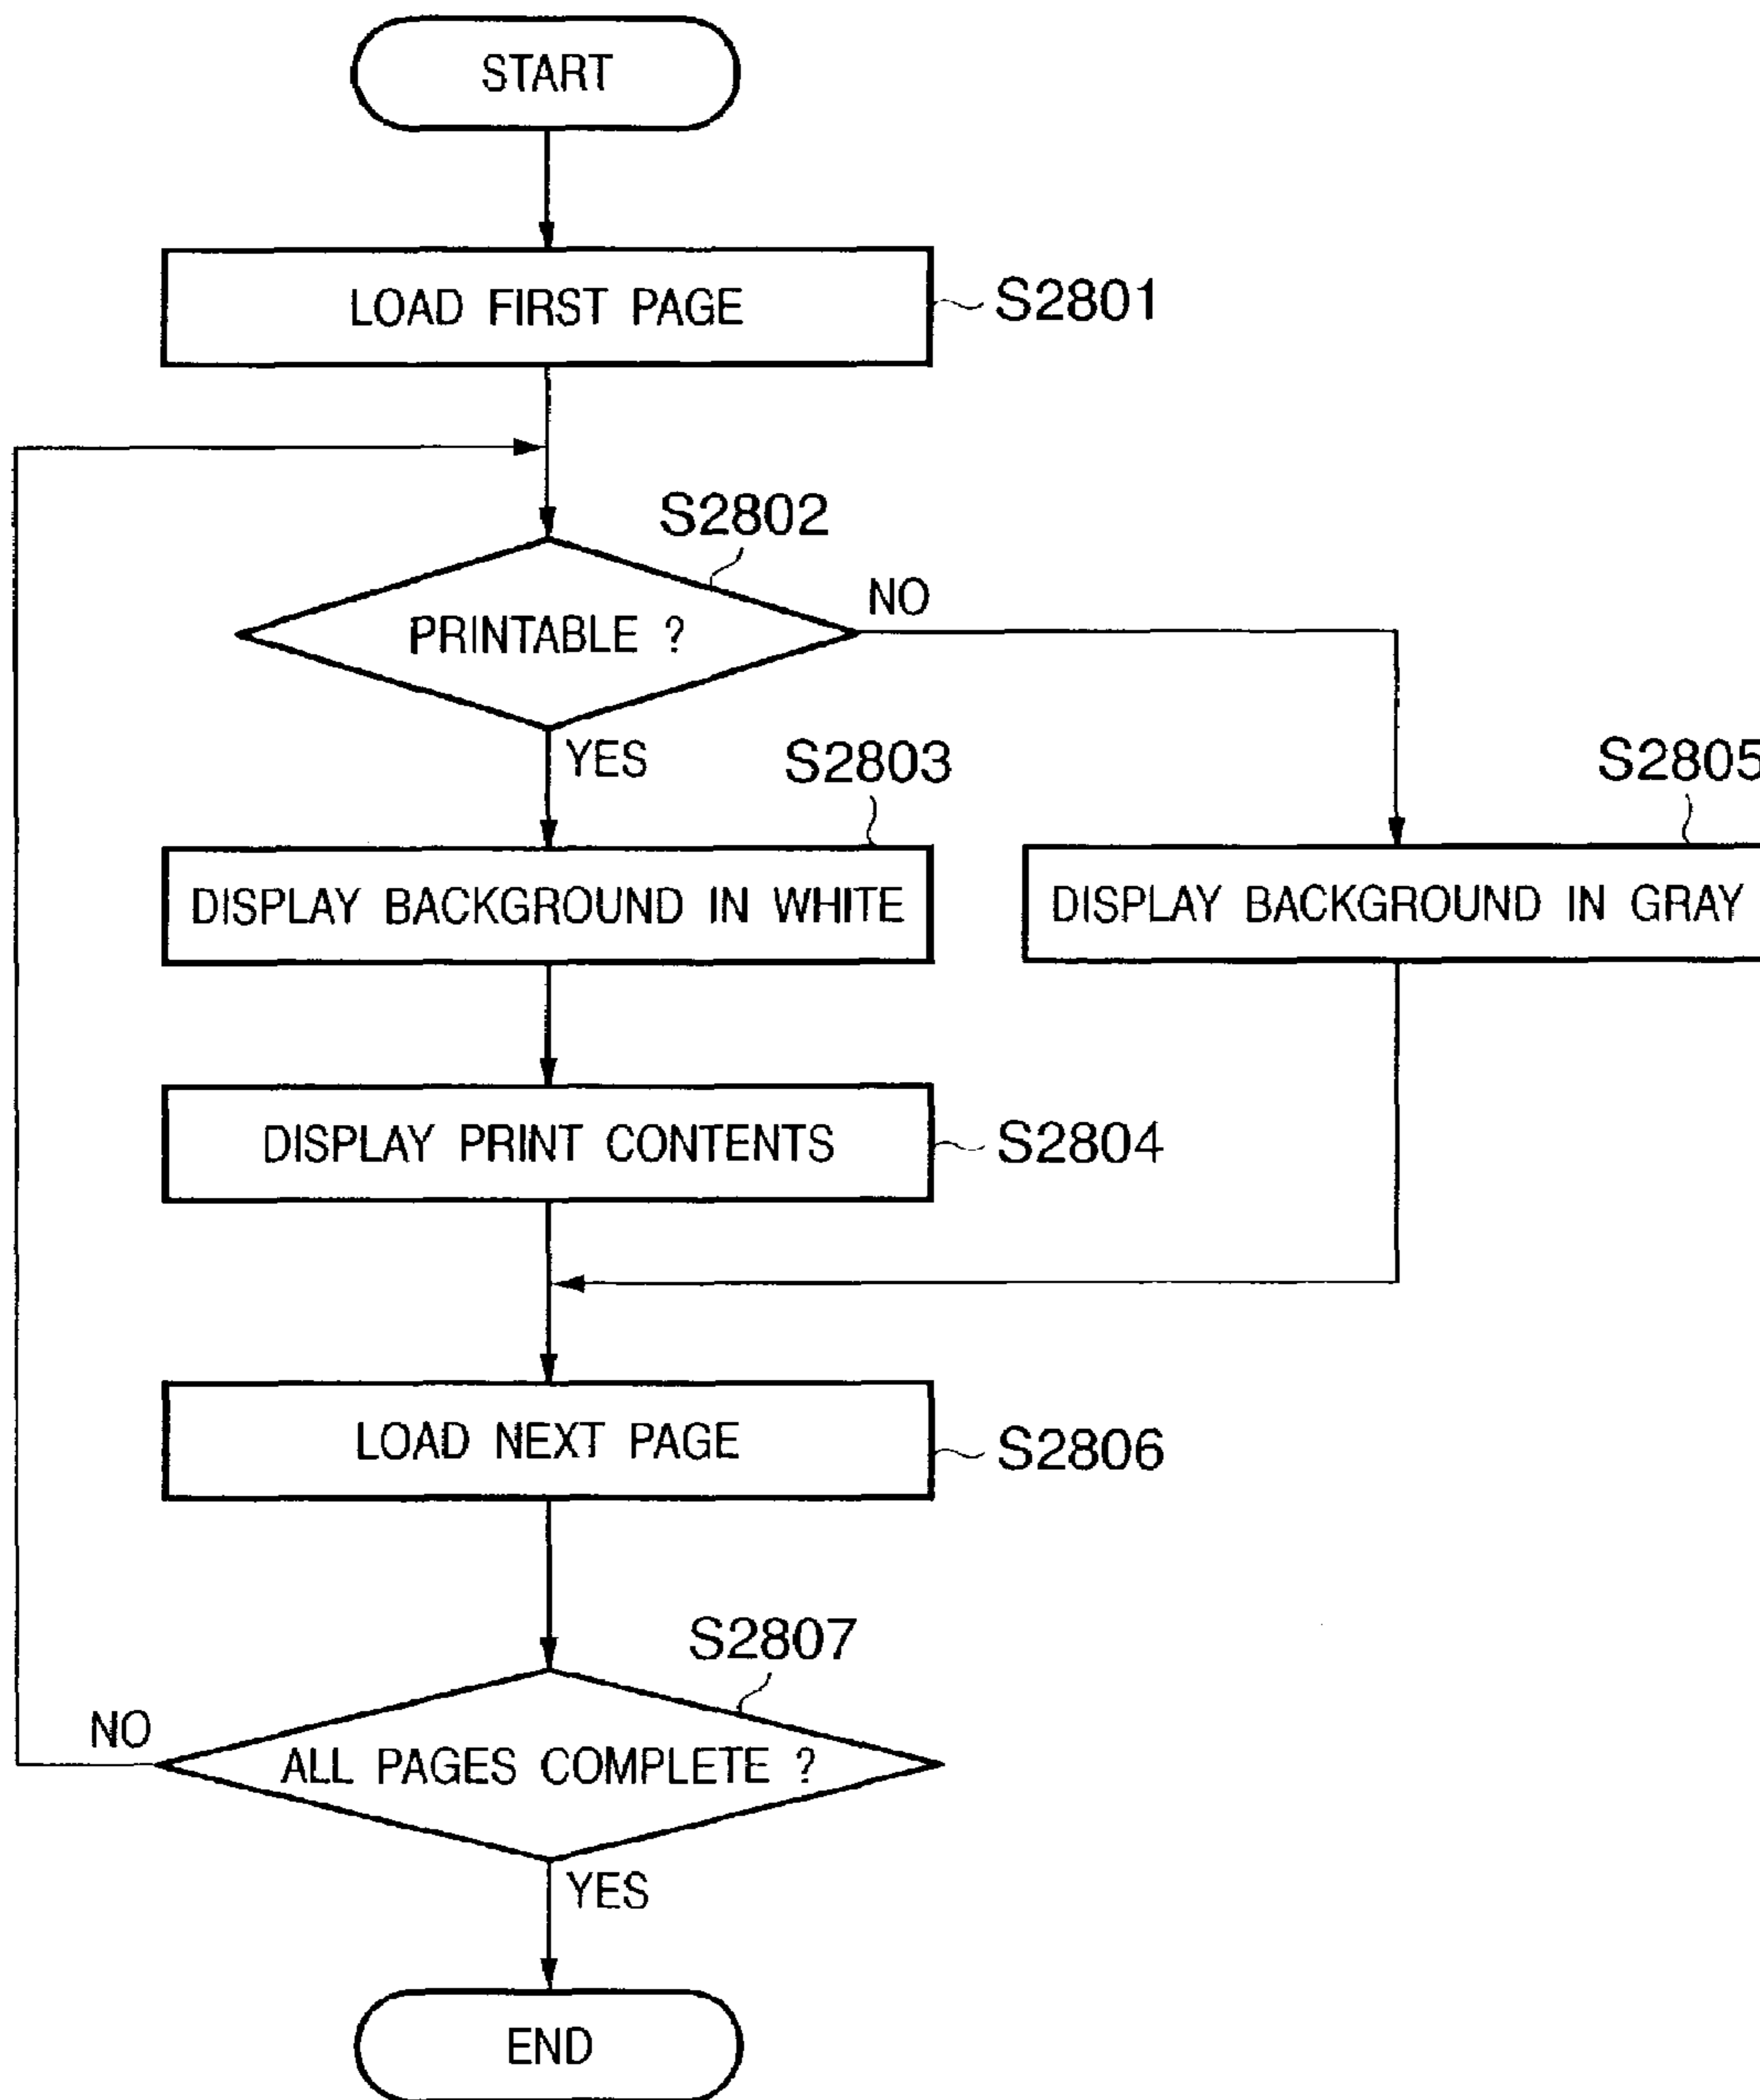 START
LOAD FIRST PAGE
S2801
S2802
PRINTABLE ?
NO
YES
S2803
S2805
DISPLAY BACKGROUND IN WHITE
DISPLAY BACKGROUND IN GRAY
DISPLAY PRINT CONTENTS
S2804
LOAD NEXT PAGE
S2806
S2807
NO
ALL PAGES COMPLETE ?
YES
END